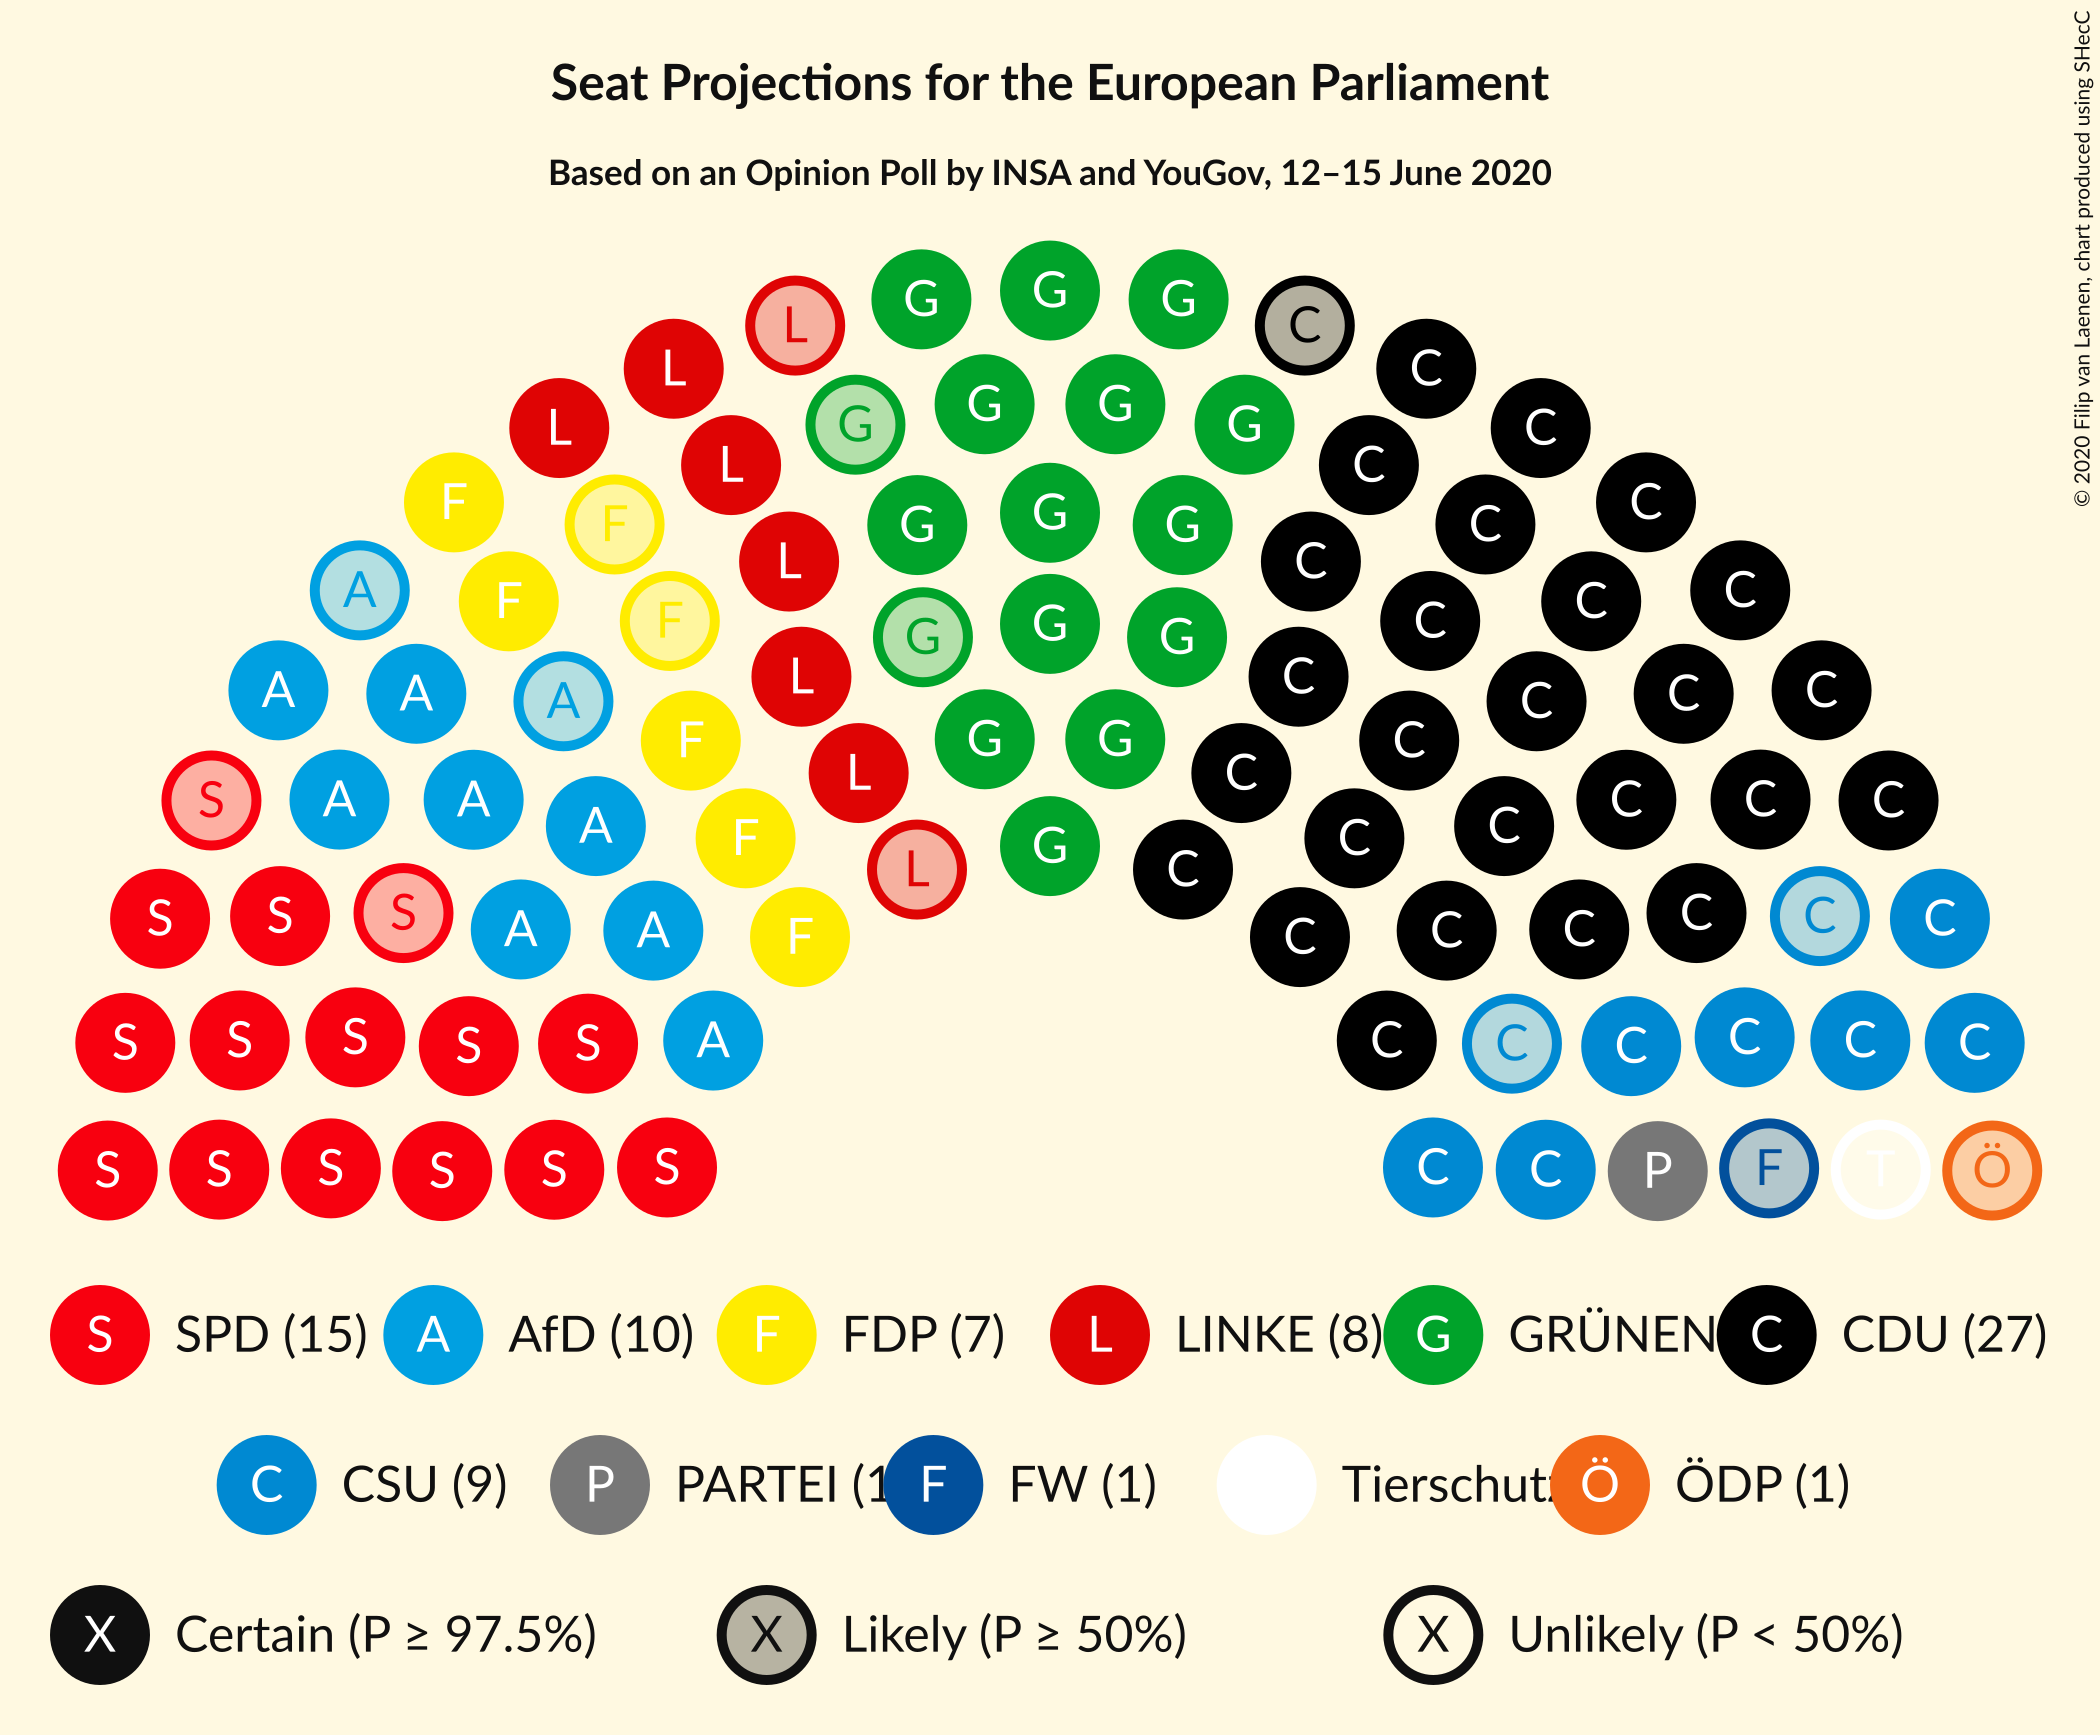 Seat Projections for the European Parliament
Based on an Opinion Poll by INSA and YouGov, 12–15 June 2020
© 2020 Filip van Laenen, chart produced using SHecC
G G G
L C
L C
G G G G
L C
L C
F G G G C
F C
L C
A F C C
F G G G C
L C
A A A C C C
F G G C
S A A L C C C C
A F C C
S S S G C C
L C
A A F C C C C C
S S S S S A C C C C C C
S S S S S S C C P F T Ö
S SPD (15) A AfD (10) F FDP (7) L LINKE (8) G GRÜNEN C CDU (27)
C CSU (9) P PARTEI (1 F FW (1) Tierschutz Ö ÖDP (1)
X Certain (P ≥ 97.5%) X Likely (P ≥ 50%) X Unlikely (P < 50%)